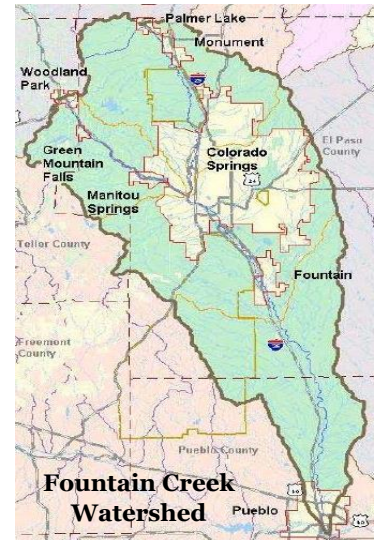 Palmer Lake
Monument
Woodland
Park
Green
Mountain
Falls
Colorado
Springs
El Paso
County
Manitou
Springs
Teller County
Fountain
Freemont
County
Pueblo County
Fountain Creek
Watershed
Pueblo